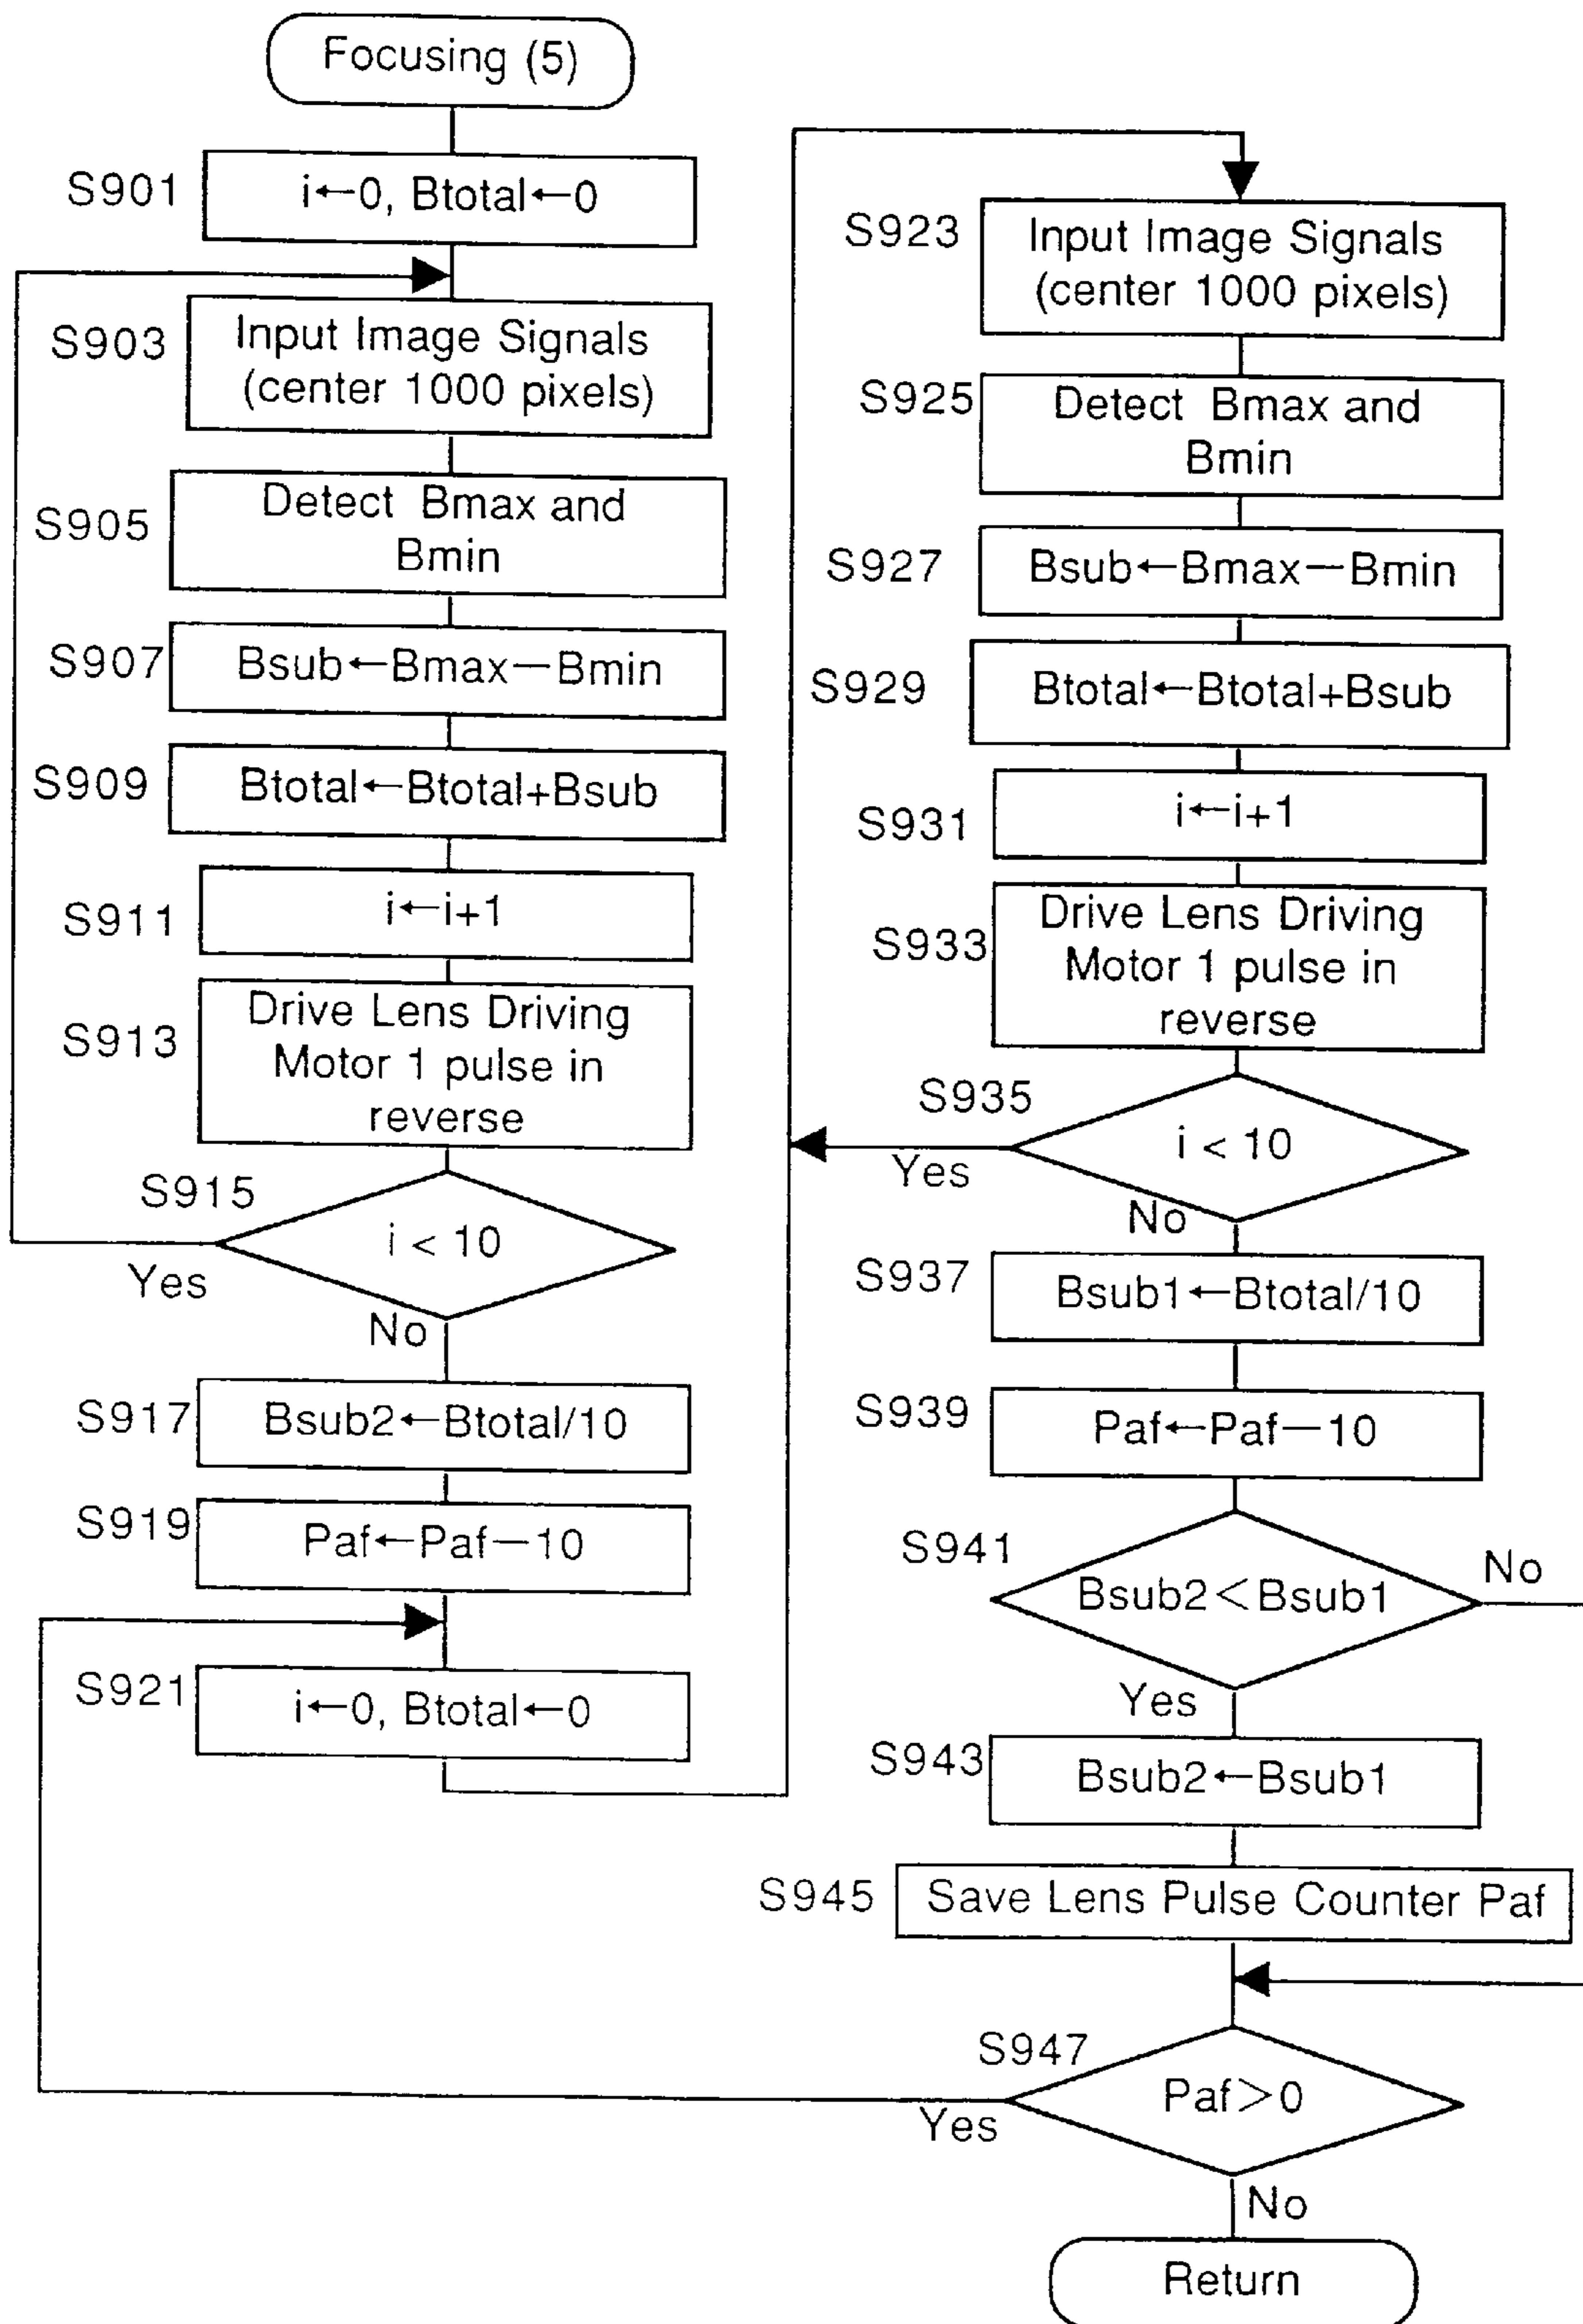 Focusing (5)
S901
i←0, Btotal←0
S903
Input Image Signals
(center 1000 pixels)
S905
Detect Bmax and
Bmin
S907
Bsub←Bmax—Bmin
S909
Btotal←Btotal+Bsub
S911
i←i+1
S913
Drive Lens Driving
Motor 1 pulse in
reverse
S915
i < 10
Yes
No
S917
Bsub2←Btotal/10
S919
Paf←Paf—10
S921
i←0, Btotal←0
S923
Input Image Signals
(center 1000 pixels)
S925
Detect Bmax and
Bmin
S927
Bsub←Bmax—Bmin
S929
Btotal←Btotal+Bsub
S931
i←i+1
S933
Drive Lens Driving
Motor 1 pulse in
reverse
S935
i < 10
Yes
No
S937
Bsub1←Btotal/10
S939
Paf←Paf—10
S941
Bsub2<Bsub1
No
Yes
S943
Bsub2←Bsub1
S945
Save Lens Pulse Counter Paf
S947
Paf>0
Yes
No
Return